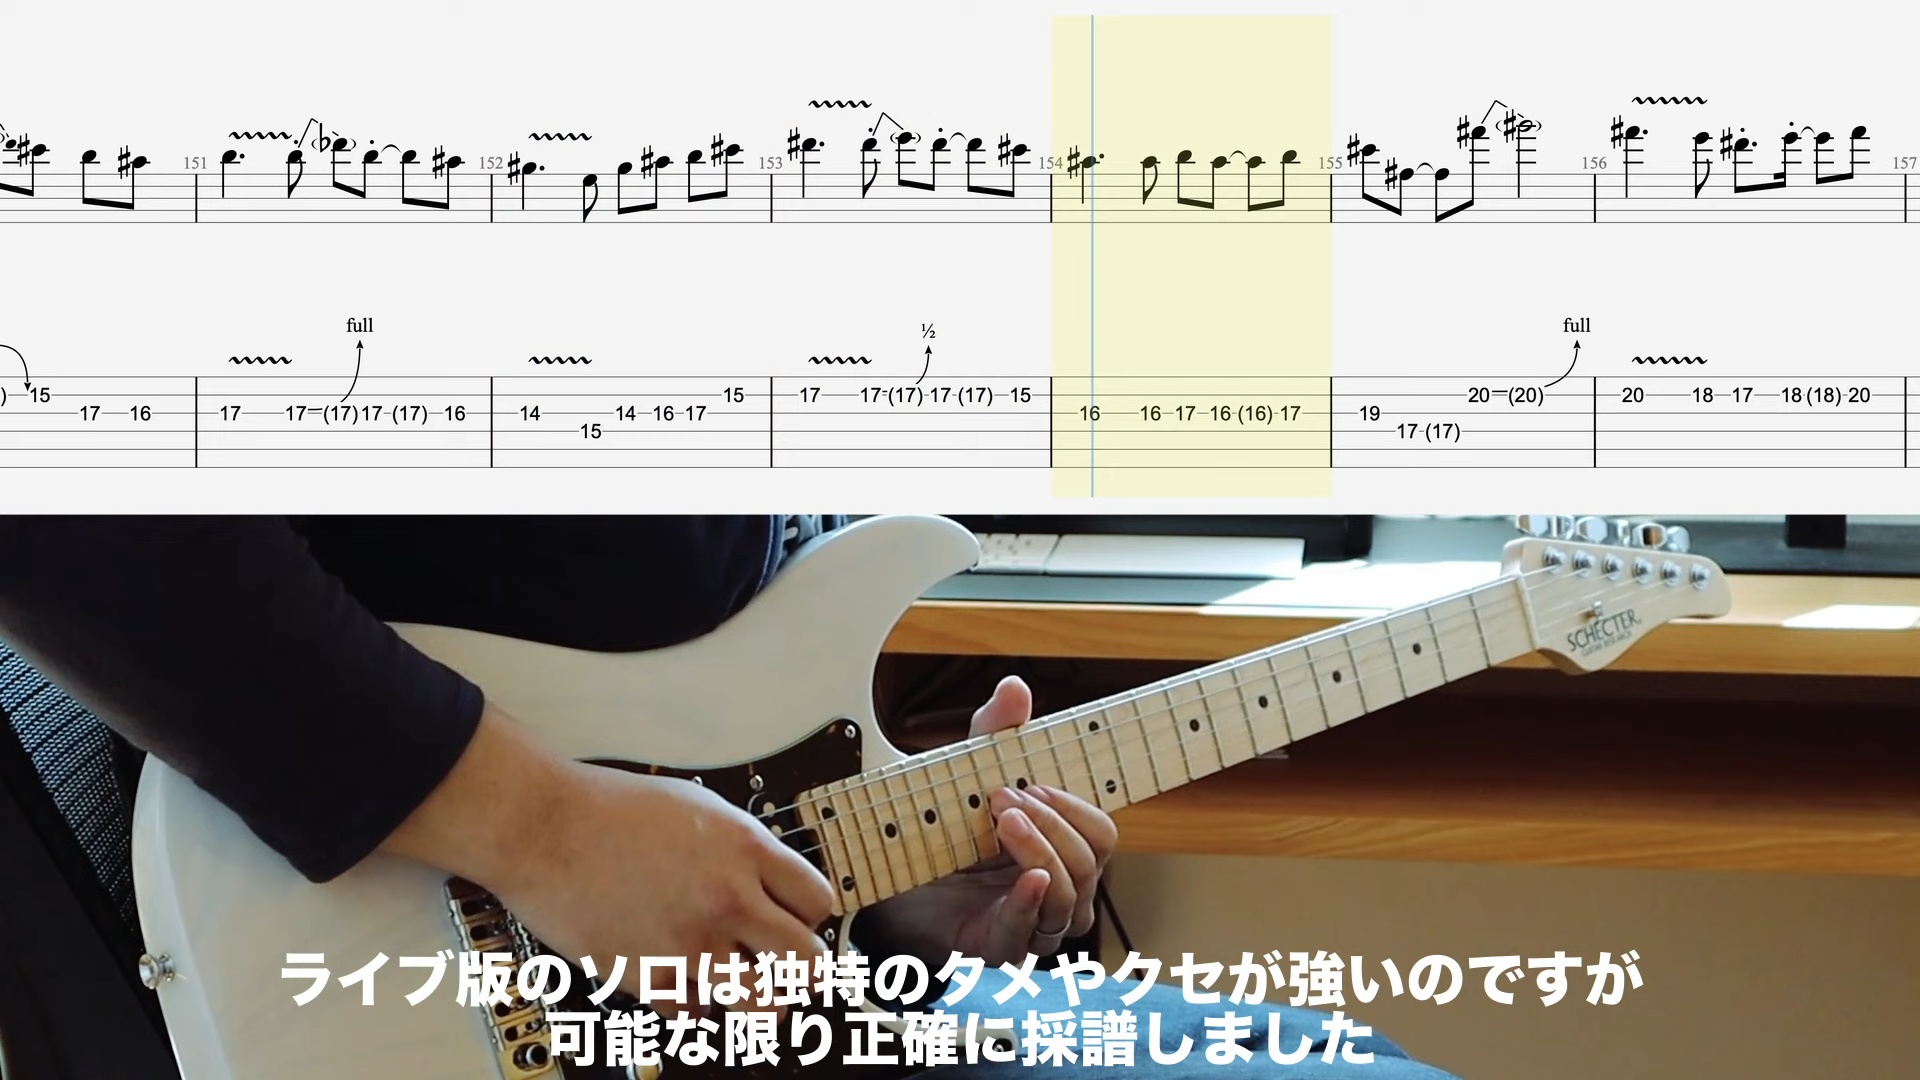 151 152 153 154 155 156 157
full ½ full
) 15 17 16 17 17 (17) 17 (17) 16 14 15 14 16 17 15 17 17 (17) 17 (17) 15 16 16 17 16 (16) 17 19 17 (17) 20 (20) 20 18 17 18 (18) 20
SCHECTER
GUITAR RESEARCH
ライブ版のソロは独特のタメやクセが強いのですが
可能な限り正確に採譜しました